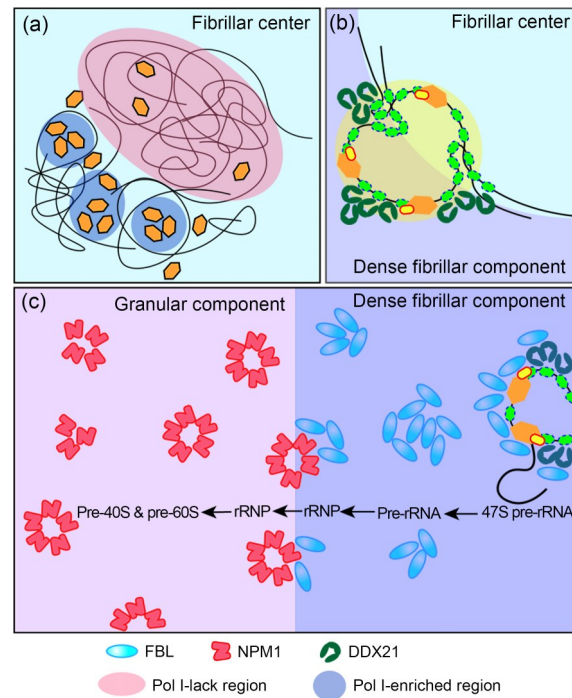 (a)
Fibrillar center
(b)
Fibrillar center
Dense fibrillar component
(c)
Granular component
Dense fibrillar component
Pre-40S & pre-60S
rRNP
rRNP
Pre-rRNA
47S pre-rRNA
FBL
NPM1
DDX21
Pol I-lack region
Pol I-enriched region